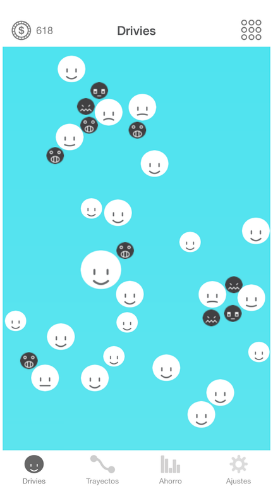 $ 618
Drivies
Drivies
Trayectos
Ahorro
Ajustes